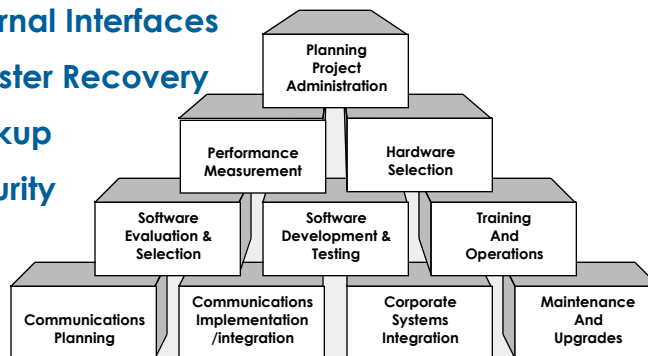 rnal Interfaces
ster Recovery
kup
urity
Planning
Project
Administration
Performance
Measurement
Hardware
Selection
Software
Evaluation &
Selection
Software
Development &
Testing
Training
And
Operations
Communications
Planning
Communications
Implementation
/integration
Corporate
Systems
Integration
Maintenance
And
Upgrades